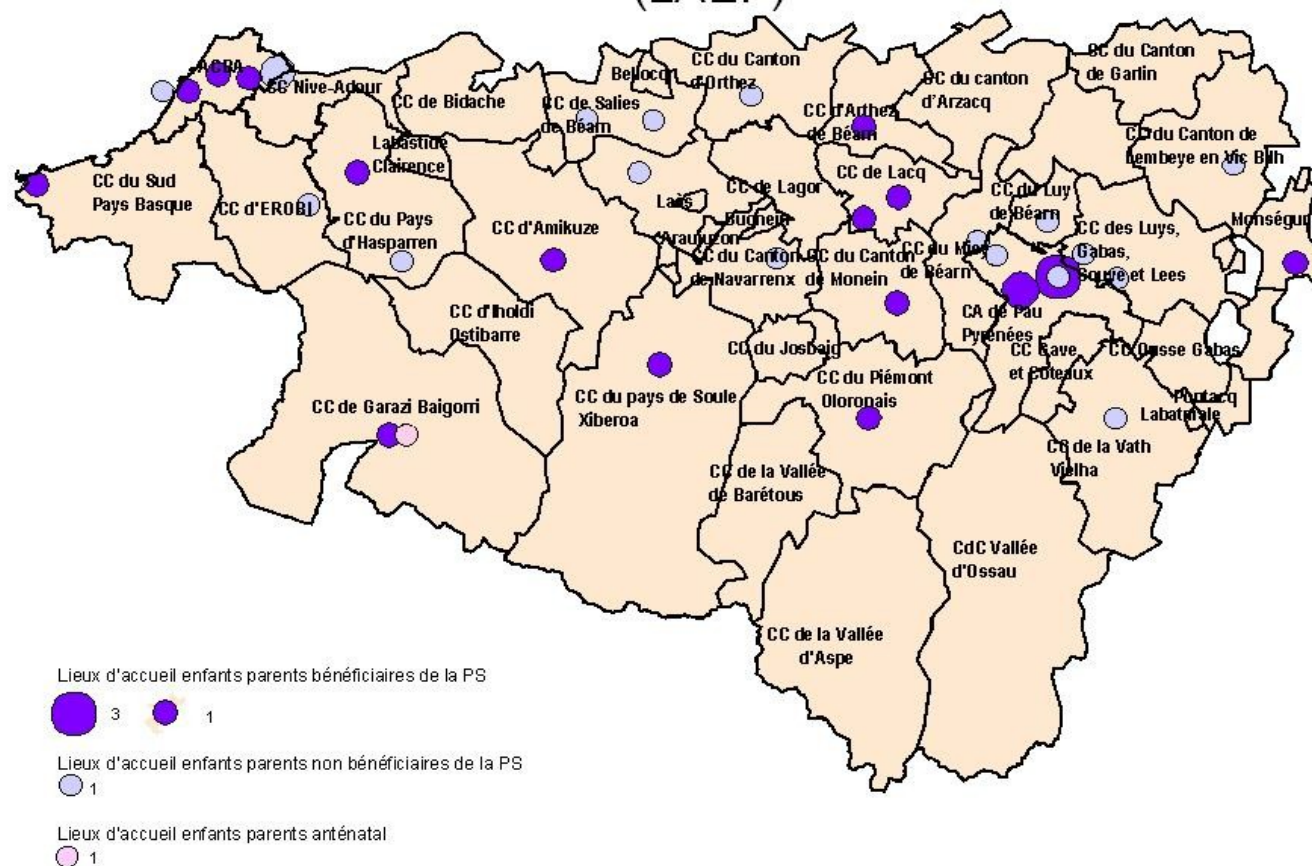 (LAEP)
ACBA
CC Nive-Adour
CC de Bidache
CC de Salies
de Béarn
Bellocq
CC du Canton
d'Orthez
CC d'Arthez
de Béarn
CC du canton
d'Arzacq
CC du Canton
de Garlin
CC du Canton de
Lembeye en Vic Bilh
Labastide
Clairence
CC du Sud
Pays Basque
CC d'EROBI
CC du Pays
d'Hasparren
CC d'Amikuze
Laàs
Araujuzon
CC de Lagor
Bugnein
CC du Canton
de Navarrenx
CC de Lacq
CC du Canton
de Monein
CC du Luy
de Béarn
CC du Miey
de Béarn
CC des Luys,
Gabas,
Souye et Lees
Monségur
CC d'Iholdi
Ostibarre
CA de Pau
Pyrénées
CC du Josbaig
CC Gave
et Coteaux
CC Ousse Gabas
CC de Garazi Baigorri
CC du pays de Soule
Xiberoa
CC du Piémont
Oloronais
Pontacq
Labatmale
CC de la Vath
Vielha
CC de la Vallée
de Barétous
CdC Vallée
d'Ossau
CC de la Vallée
d'Aspe
Lieux d'accueil enfants parents bénéficiaires de la PS
3 1
Lieux d'accueil enfants parents non bénéficiaires de la PS
1
Lieux d'accueil enfants parents anténatal
1